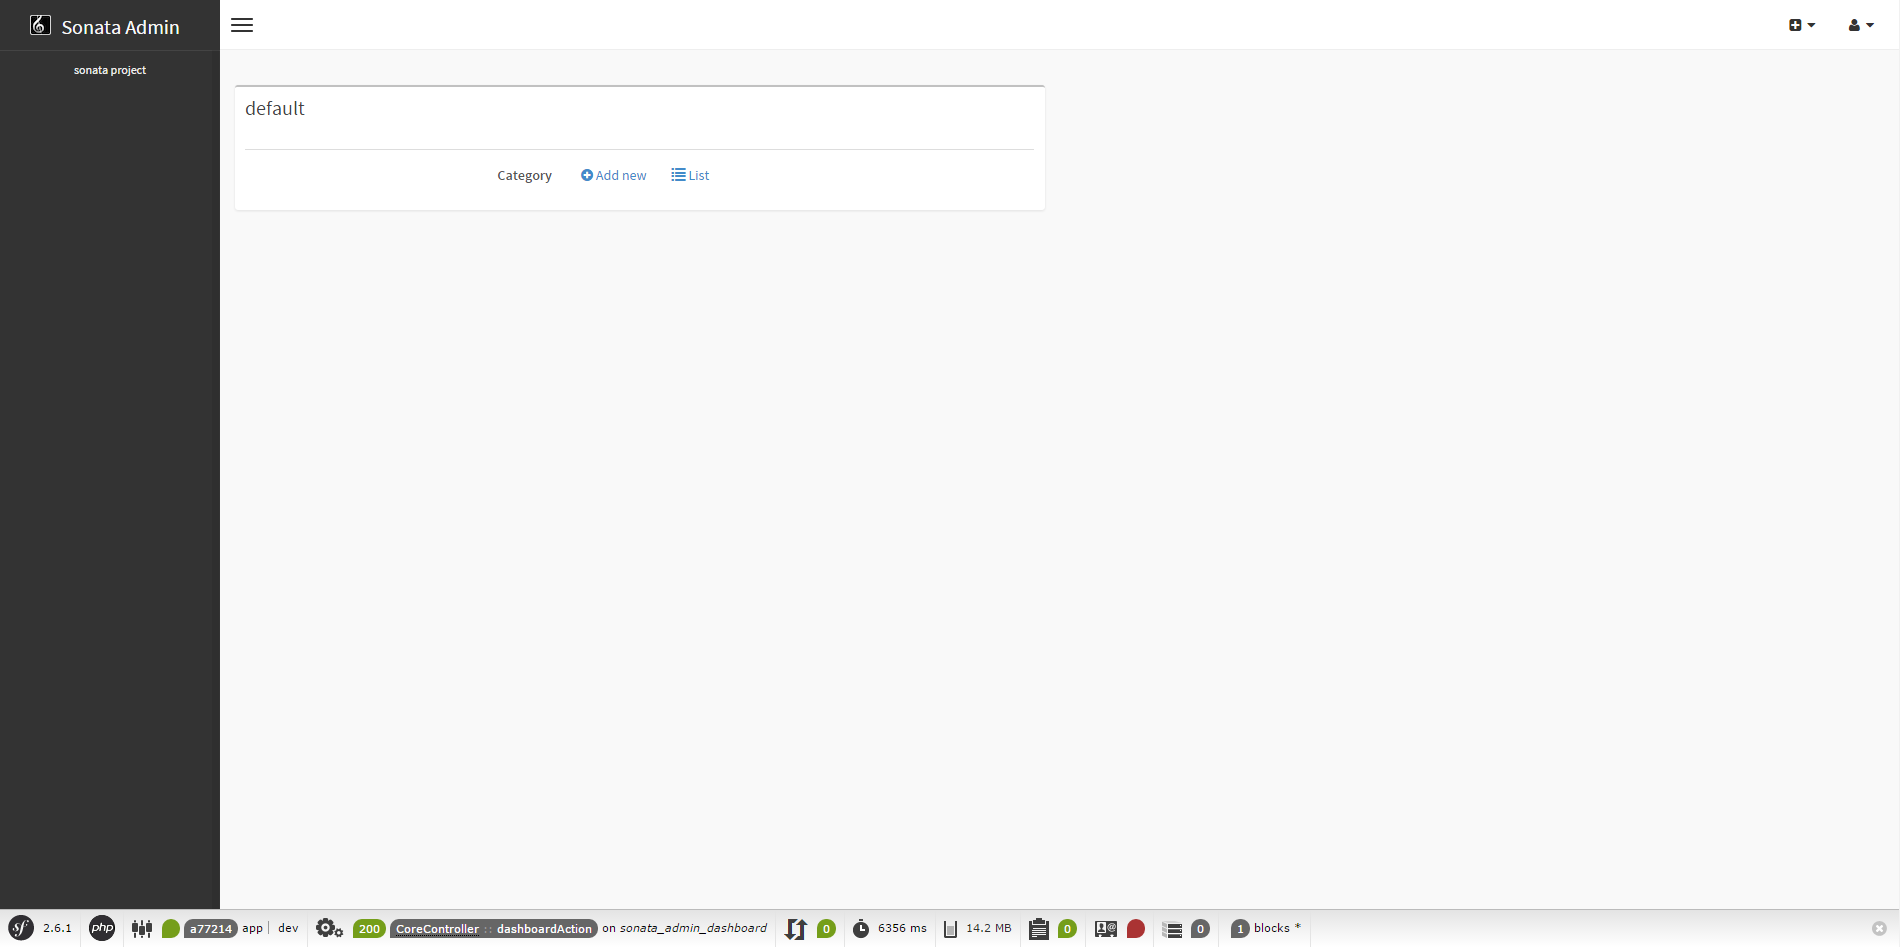 Sonata Admin
sonata project
default
Category Add new List
2.6.1 php a77214 app dev 200 CoreController :: dashboardAction on sonata_admin_dashboard 0 6356 ms 14.2 MB 0 0 1 blocks *